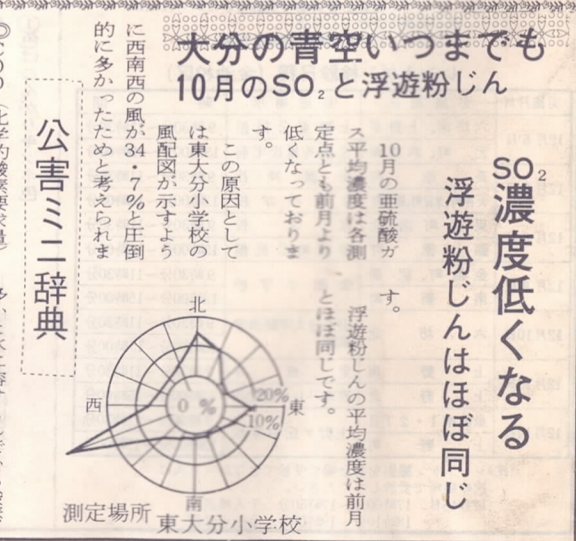 大分の青空いつまでも
10月のSO₂と浮遊粉じん
SO₂濃度低くなる
浮遊粉じんはほぼ同じ
10月の亜硫酸ガ
ス平均濃度は各測
定点とも前月より
低くなっておりま
す。
この原因として
は東大分小学校の
風配図が示すよう
に西南西の風が34・7%と圧倒
的に多かったためと考えられま
す。
浮遊粉じんの平均濃度は前月
とほぼ同じです。
北
西
0 %
20%
10%
東
南
測定場所 東大分小学校
公害ミニ辞典